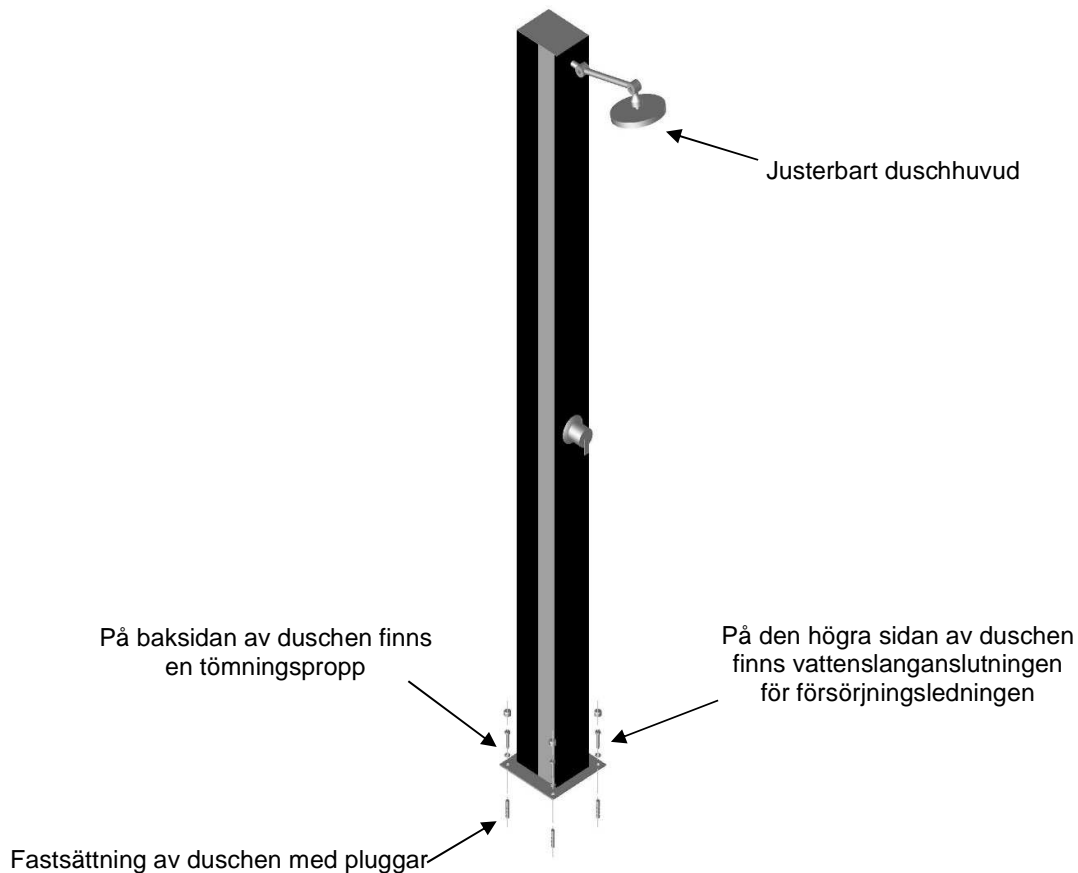 Justerbart duschhuvud
På baksidan av duschen finns
en tömningspropp
På den högra sidan av duschen
finns vattenslanganslutningen
för försörjningsledningen
Fastsättning av duschen med pluggar